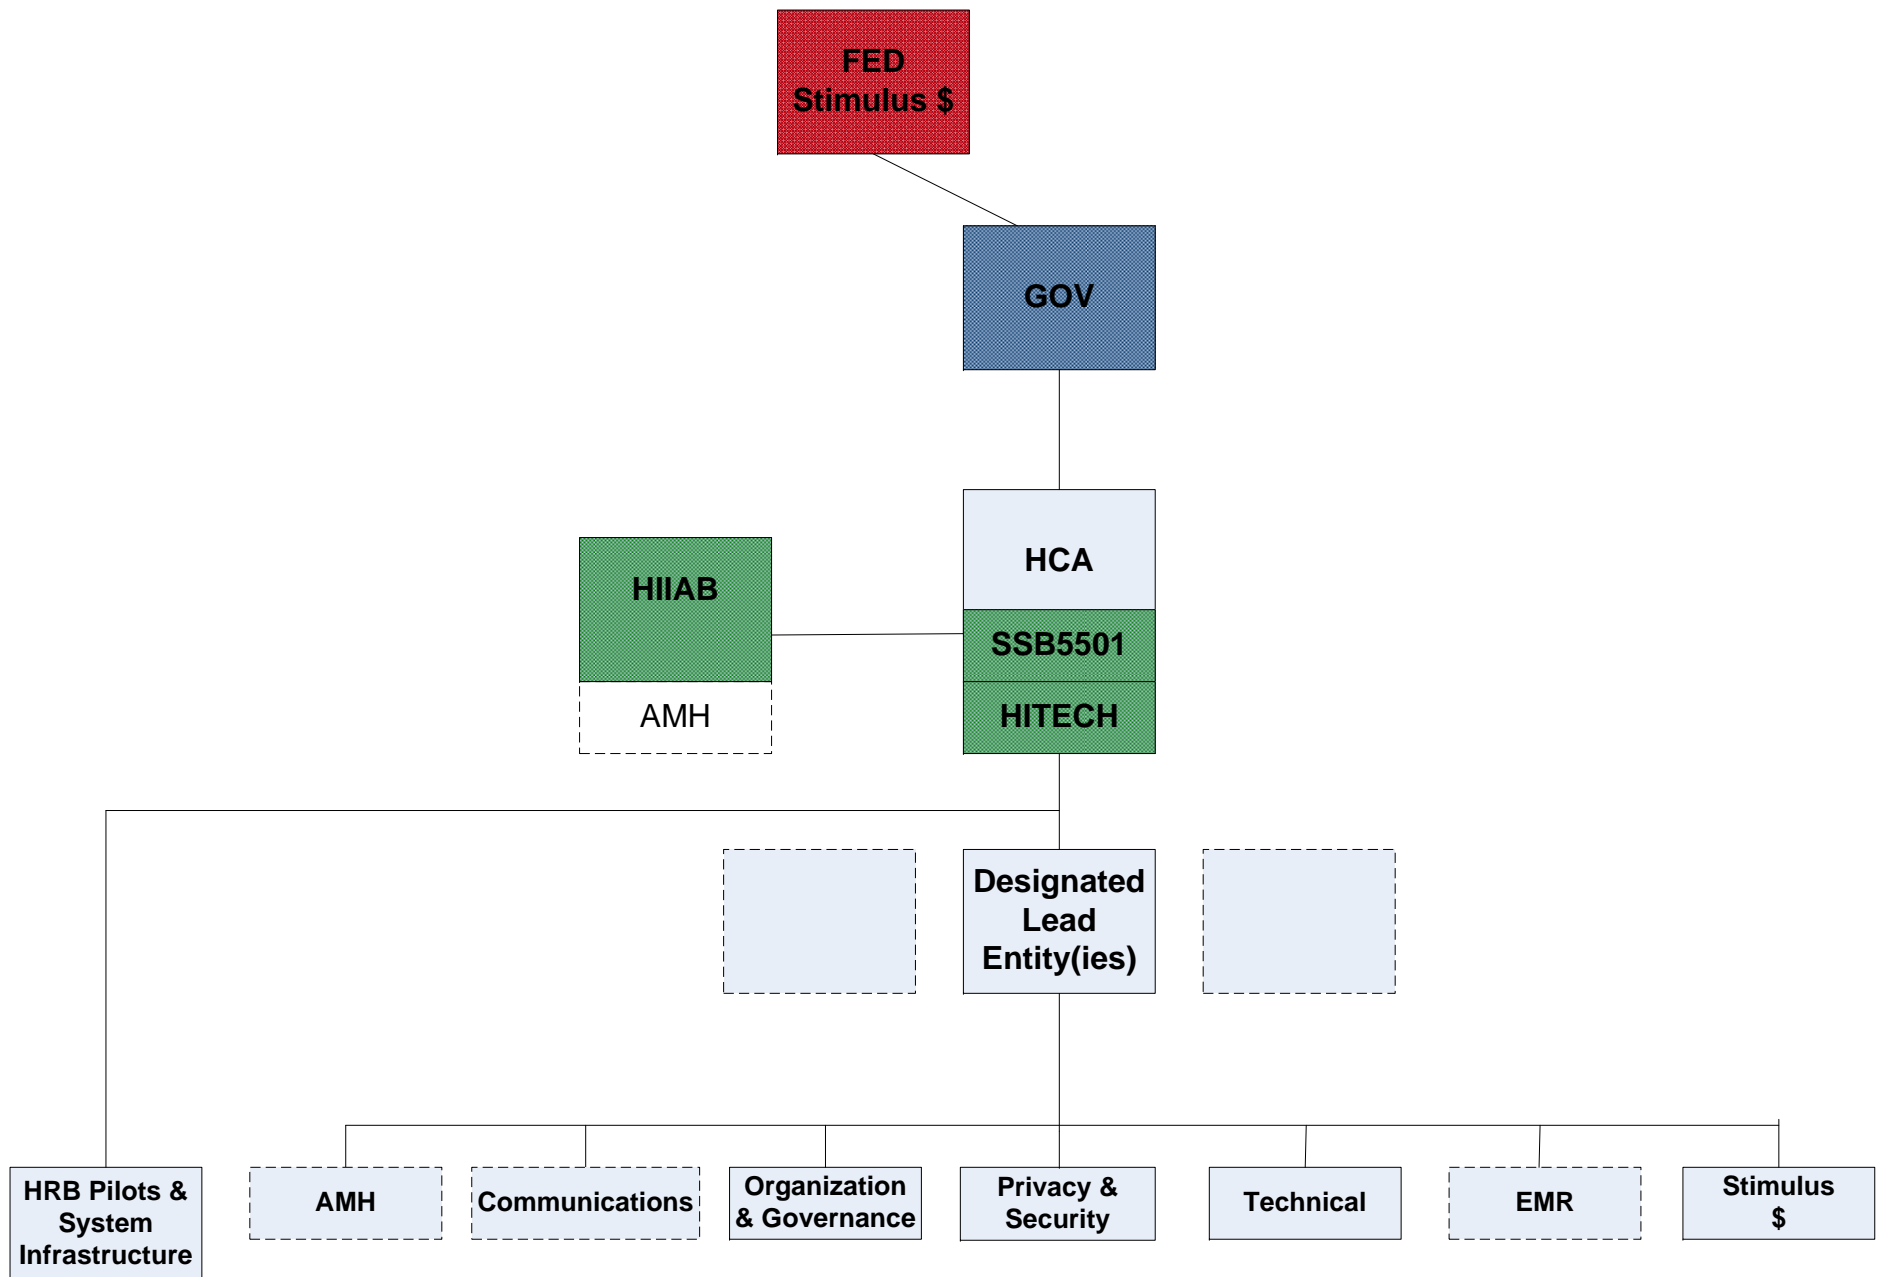 FED
Stimulus $
GOV
HCA
HIIAB
SSB5501
AMH
HITECH
Designated
Lead
Entity(ies)
HRB Pilots &
System
Infrastructure
AMH
Communications
Organization
& Governance
Privacy &
Security
Technical
EMR
Stimulus
$